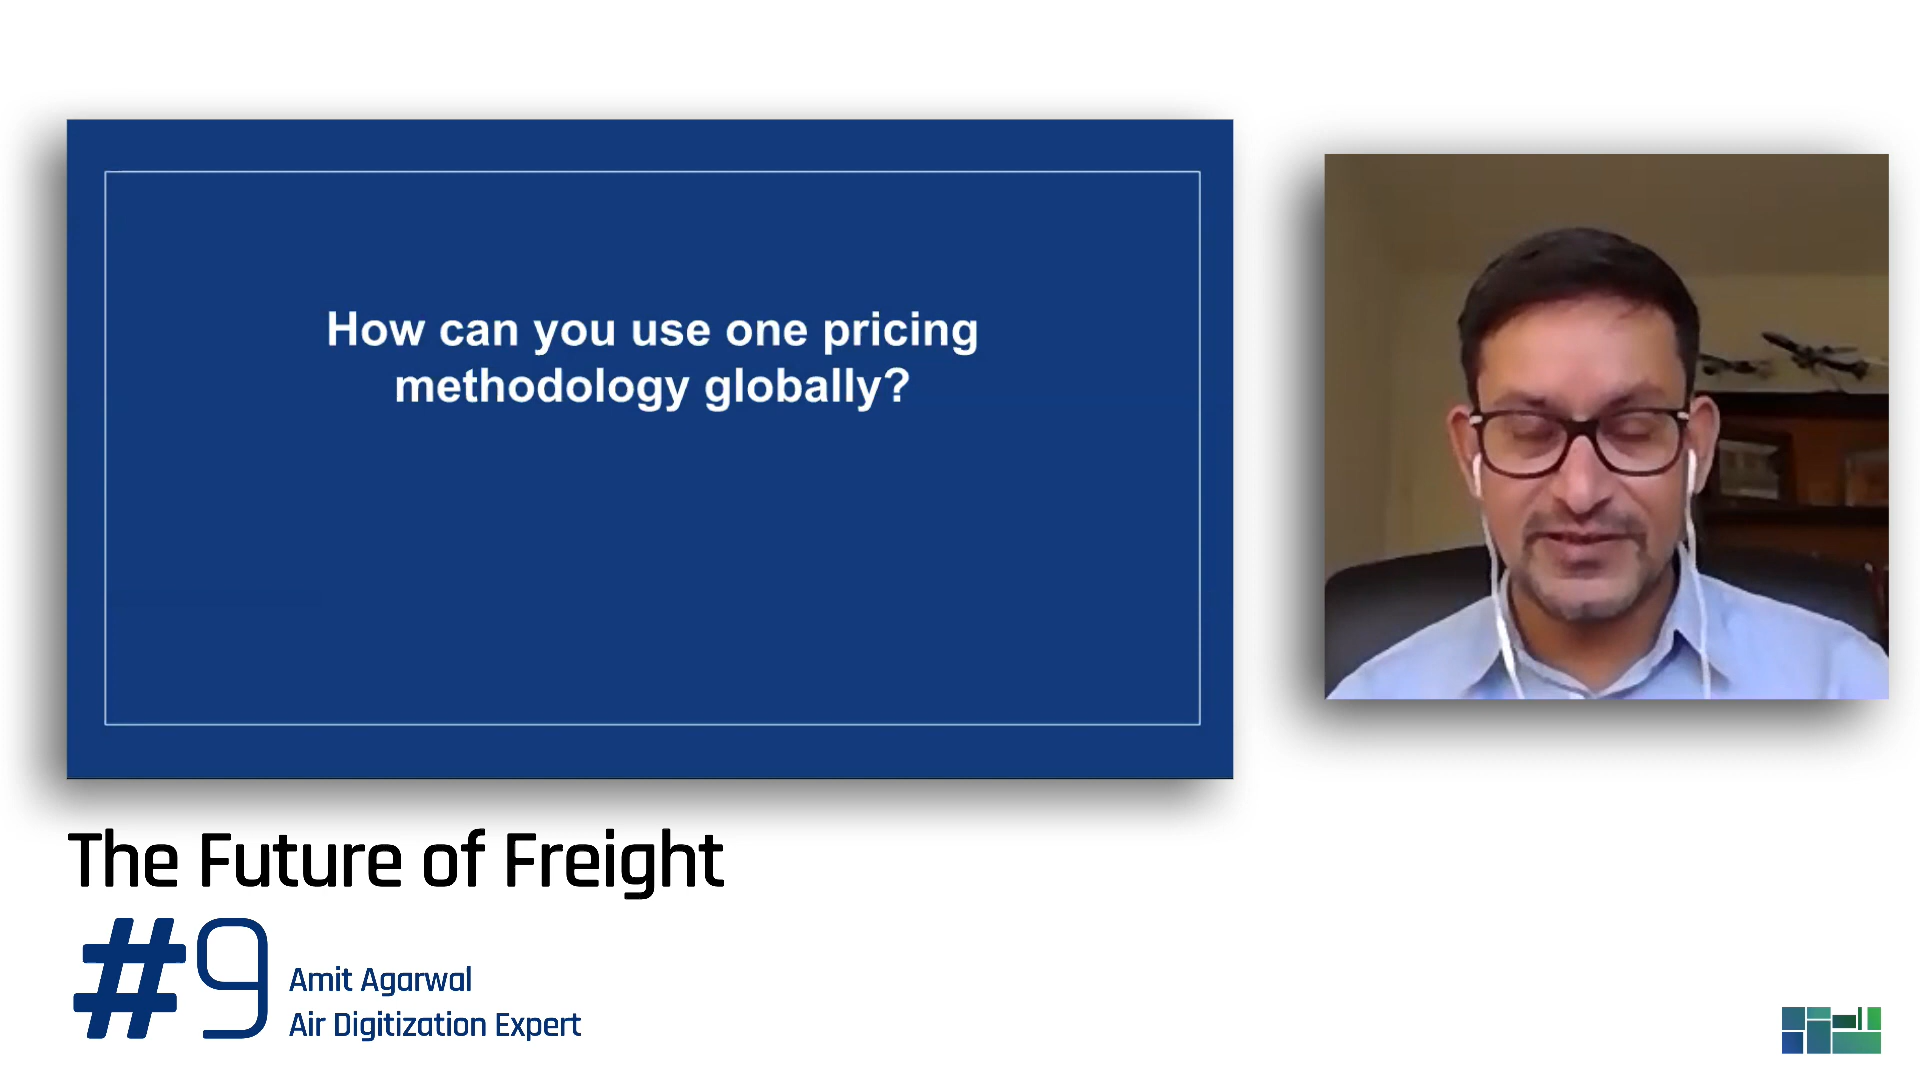 How can you use one pricing
methodology globally?
The Future of Freight
#9
Amit Agarwal
Air Digitization Expert